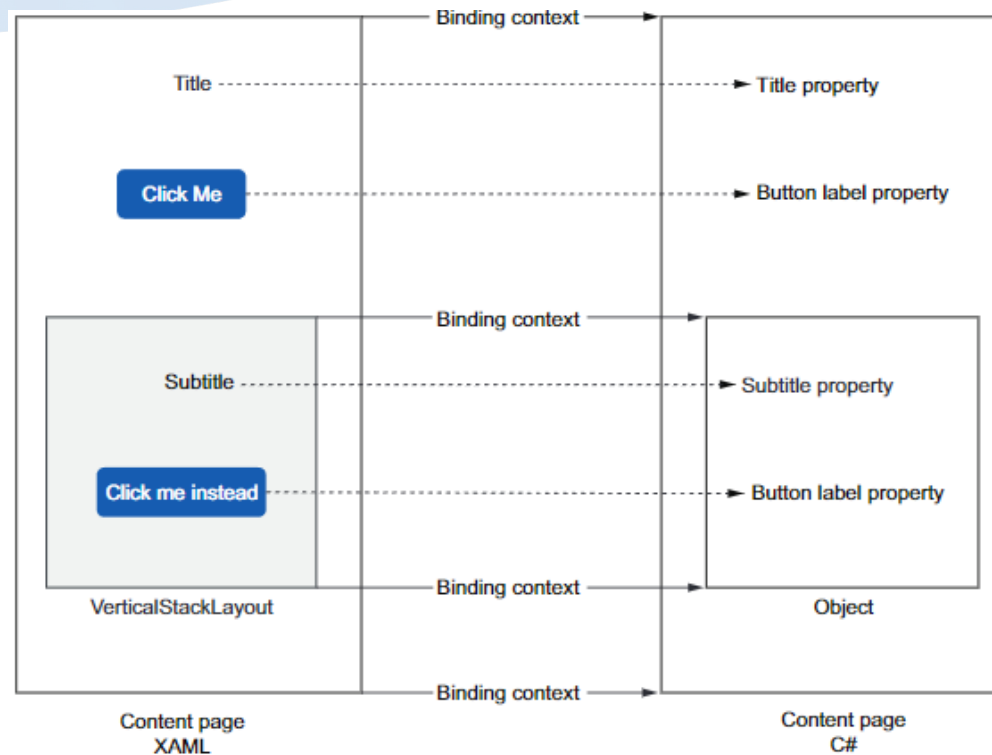 Binding context
Title
Title property
Click Me
Button label property
Binding context
Subtitle
Subtitle property
Click me instead
Button label property
Binding context
VerticalStackLayout
Object
Binding context
Content page
XAML
Content page
C#